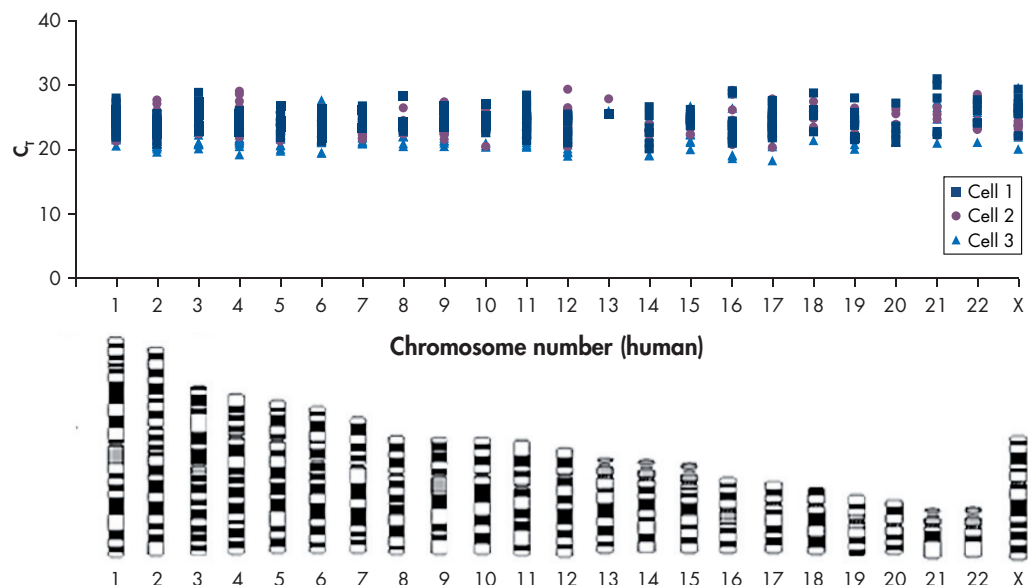 40
30
20
10
0
C_T
Cell 1
Cell 2
Cell 3
1 2 3 4 5 6 7 8 9 10 11 12 13 14 15 16 17 18 19 20 21 22 X
Chromosome number (human)
1 2 3 4 5 6 7 8 9 10 11 12 13 14 15 16 17 18 19 20 21 22 X